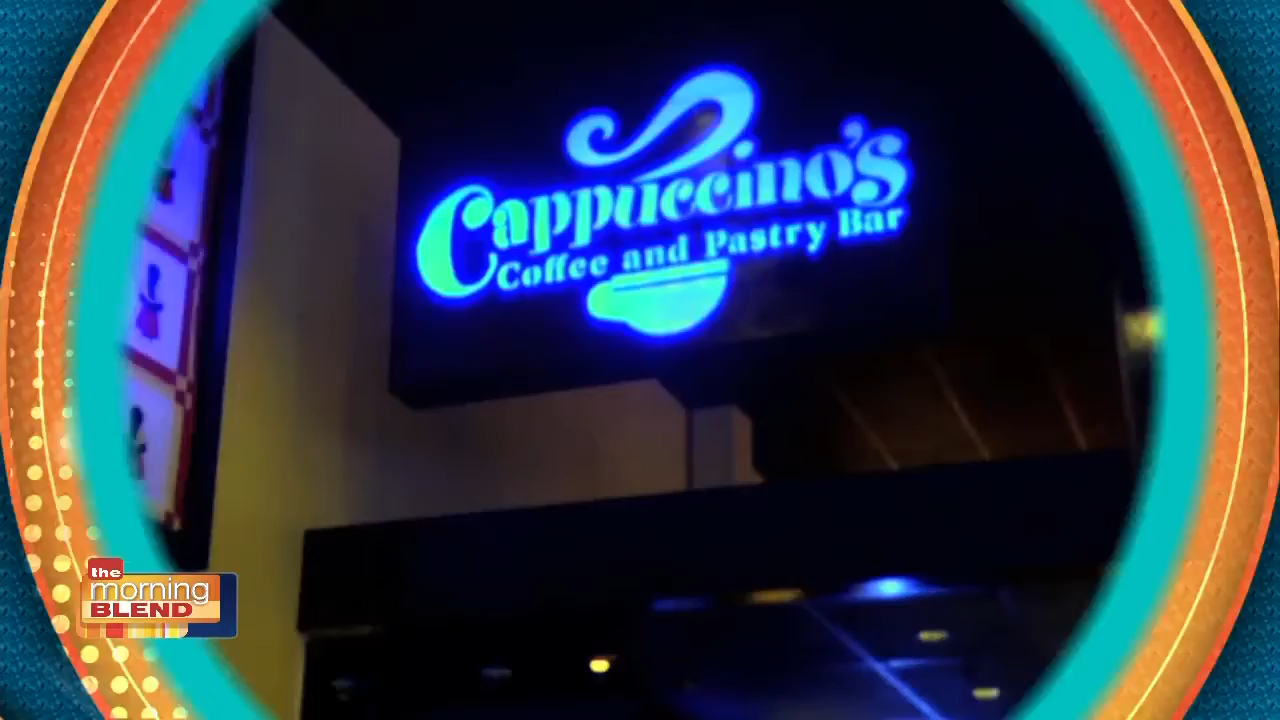 Cappuccino's
Coffee and Pastry Bar
the
morning
BLEND